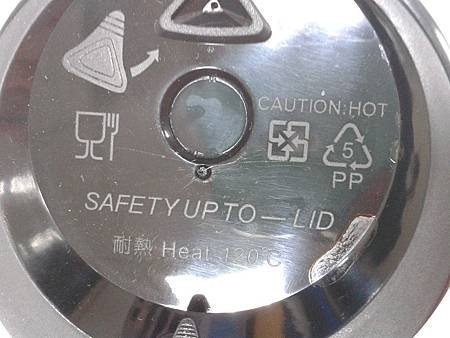 CAUTION:HOT
5
PP
SAFETY UP TO — LID
耐熱 Heat 120°C